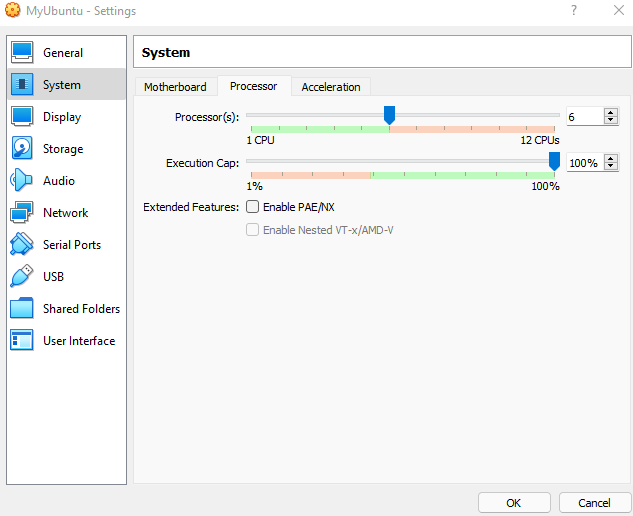 MyUbuntu - Settings
General
System
Display
Storage
Audio
Network
Serial Ports
USB
Shared Folders
User Interface
System
Motherboard Processor Acceleration
Processor(s): 6
1 CPU 12 CPUs
Execution Cap: 100%
1% 100%
Extended Features: Enable PAE/NX
Enable Nested VT-x/AMD-V
OK Cancel